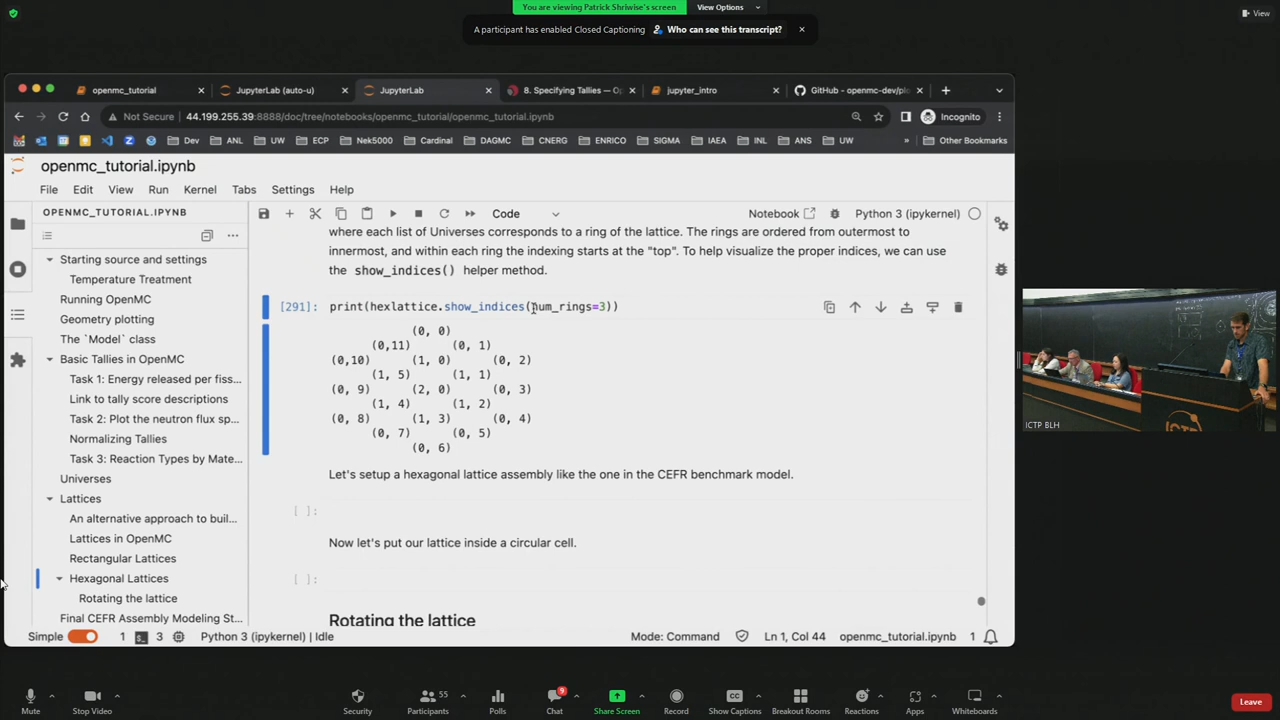 You are viewing Patrick Shriwise's screen
View Options
View
A participant has enabled Closed Captioning
Who can see this transcript?
openmc_tutorial
JupyterLab (auto-u)
JupyterLab
8. Specifying Tallies — O
jupyter_intro
GitHub - openmc-dev/ple
Not Secure
44.199.255.39:8888/doc/tree/notebooks/openmc_tutorial/openmc_tutorial.ipynb
Incognito
Dev
ANL
UW
ECP
Nek5000
Cardinal
DAGMC
CNERG
ENRICO
SIGMA
IAEA
INL
ANS
UW
»
Other Bookmarks
openmc_tutorial.ipynb
File Edit View Run Kernel Tabs Settings Help
OPENMC_TUTORIAL.IPYNB
Code
Notebook
Python 3 (ipykernel)
Starting source and settings
Temperature Treatment
Running OpenMC
Geometry plotting
The `Model` class
Basic Tallies in OpenMC
Task 1: Energy released per fiss...
Link to tally score descriptions
Task 2: Plot the neutron flux sp...
Normalizing Tallies
Task 3: Reaction Types by Mate...
Universes
Lattices
An alternative approach to buil...
Lattices in OpenMC
Rectangular Lattices
Hexagonal Lattices
Rotating the lattice
Final CEFR Assembly Modeling St...
where each list of Universes corresponds to a ring of the lattice. The rings are ordered from outermost to
innermost, and within each ring the indexing starts at the "top". To help visualize the proper indices, we can use
the show_indices() helper method.
[291]: print(hexlattice.show_indices(num_rings=3))
(0, 0)
(0,11) (0, 1)
(0,10) (1, 0) (0, 2)
(1, 5) (1, 1)
(0, 9) (2, 0) (0, 3)
(1, 4) (1, 2)
(0, 8) (1, 3) (0, 4)
(0, 7) (0, 5)
(0, 6)
Let's setup a hexagonal lattice assembly like the one in the CEFR benchmark model.
[ ]:
Now let's put our lattice inside a circular cell.
[ ]:
Rotating the lattice
Simple
1
3
Python 3 (ipykernel) | Idle
Mode: Command
Ln 1, Col 44
openmc_tutorial.ipynb
1
ICTP
ICTP BLH
Mute
Stop Video
Security
55
Participants
Polls
9
Chat
Share Screen
Record
Show Captions
Breakout Rooms
Reactions
Apps
Whiteboards
Leave